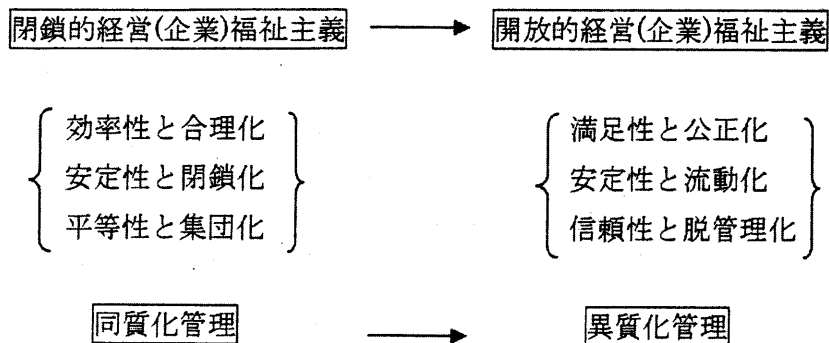 閉鎖的経営(企業)福祉主義 → 開放的経営(企業)福祉主義
効率性と合理化 満足性と公正化
安定性と閉鎖化 安定性と流動化
平等性と集団化 信頼性と脱管理化
同質化管理 → 異質化管理